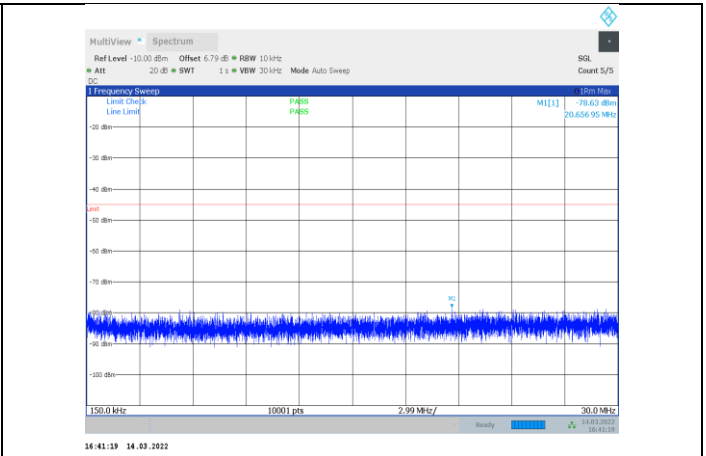 MultiView Spectrum
Ref Level -10.00 dBm Offset 6.79 dB RBW 10 kHz SGL
Att 20 dB SWT 1 s VBW 30 kHz Mode Auto Sweep Count 5/5
DC
1 Frequency Sweep 1Rm Max
Limit Check PASS M1[1] -78.63 dBm
Line Limit PASS 20.656 95 MHz
-20 dBm
-30 dBm
-40 dBm
Limit
-50 dBm
-60 dBm
-70 dBm
M1
-80 dBm
-90 dBm
-100 dBm
150.0 kHz 10001 pts 2.99 MHz/ 30.0 MHz
Ready 14.03.2022
16:41:19
16:41:19 14.03.2022